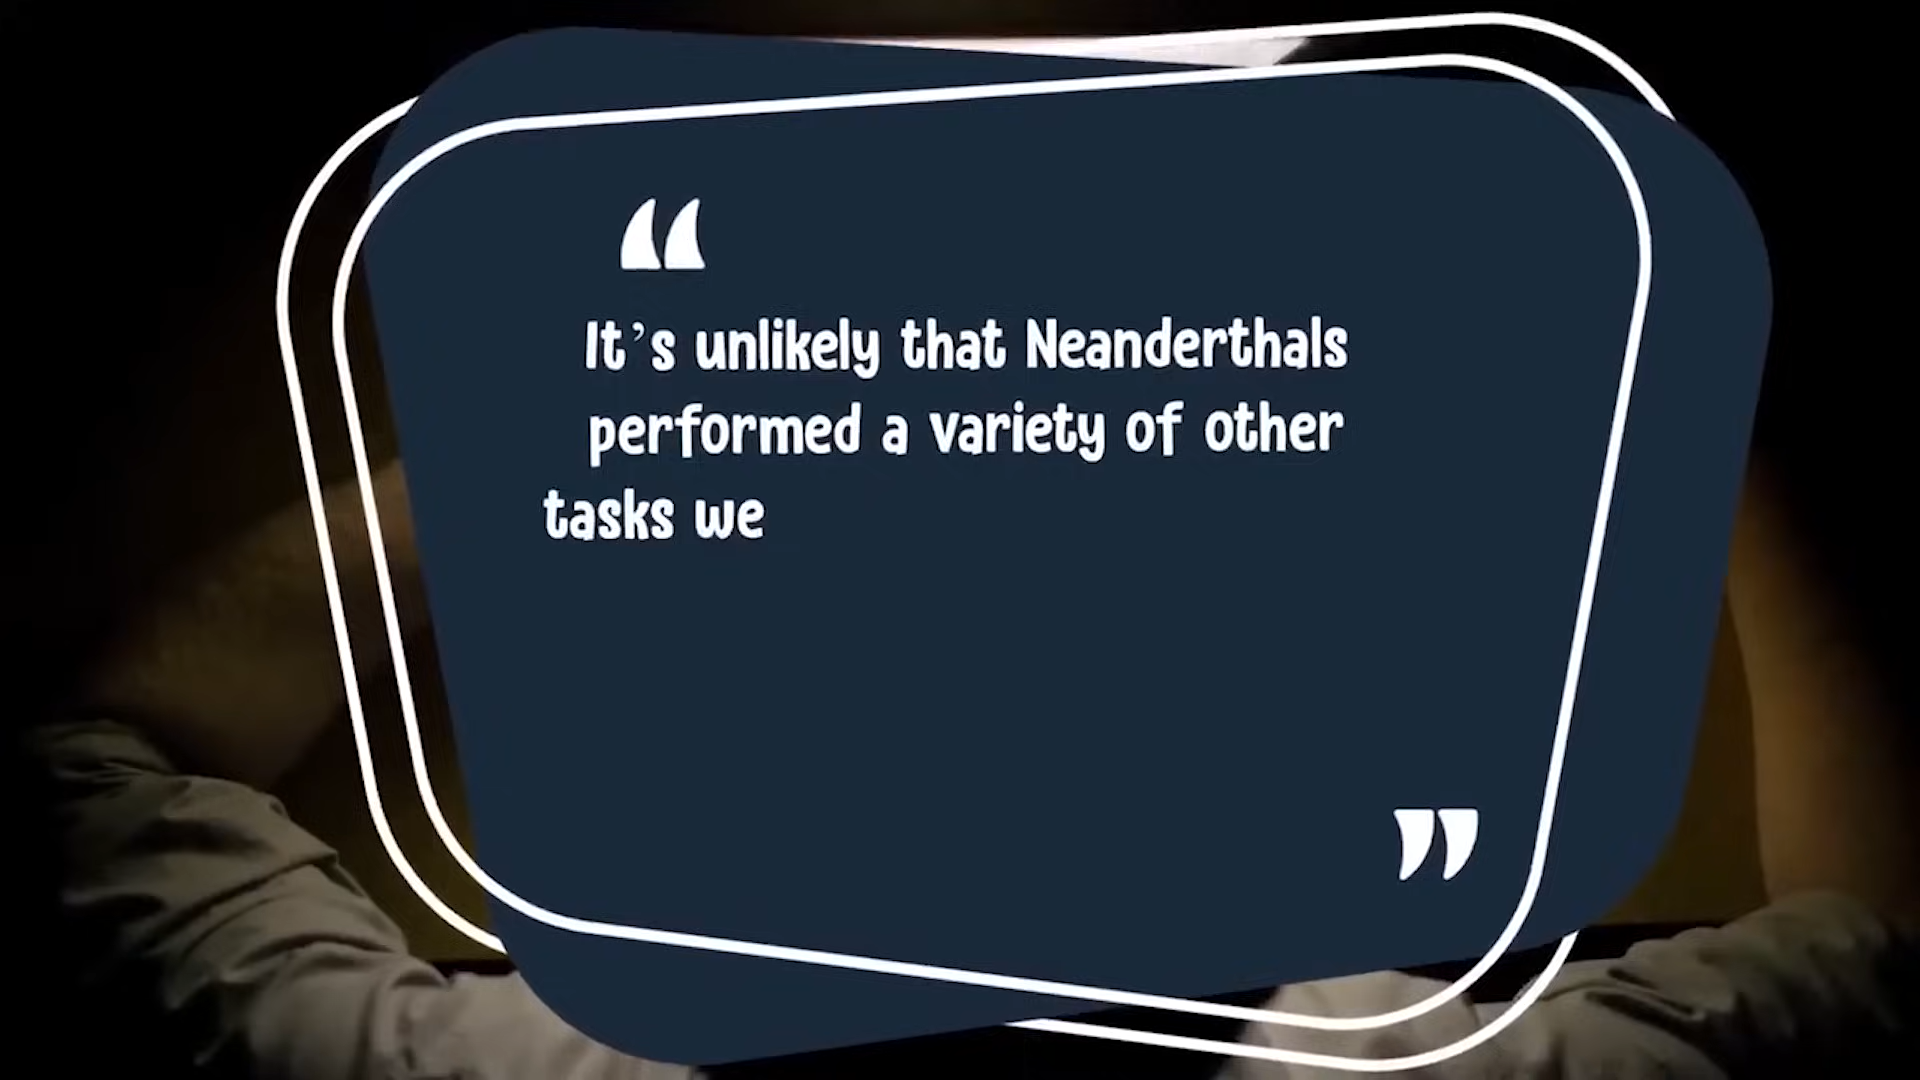 “
It’s unlikely that Neanderthals
performed a variety of other
tasks we
”